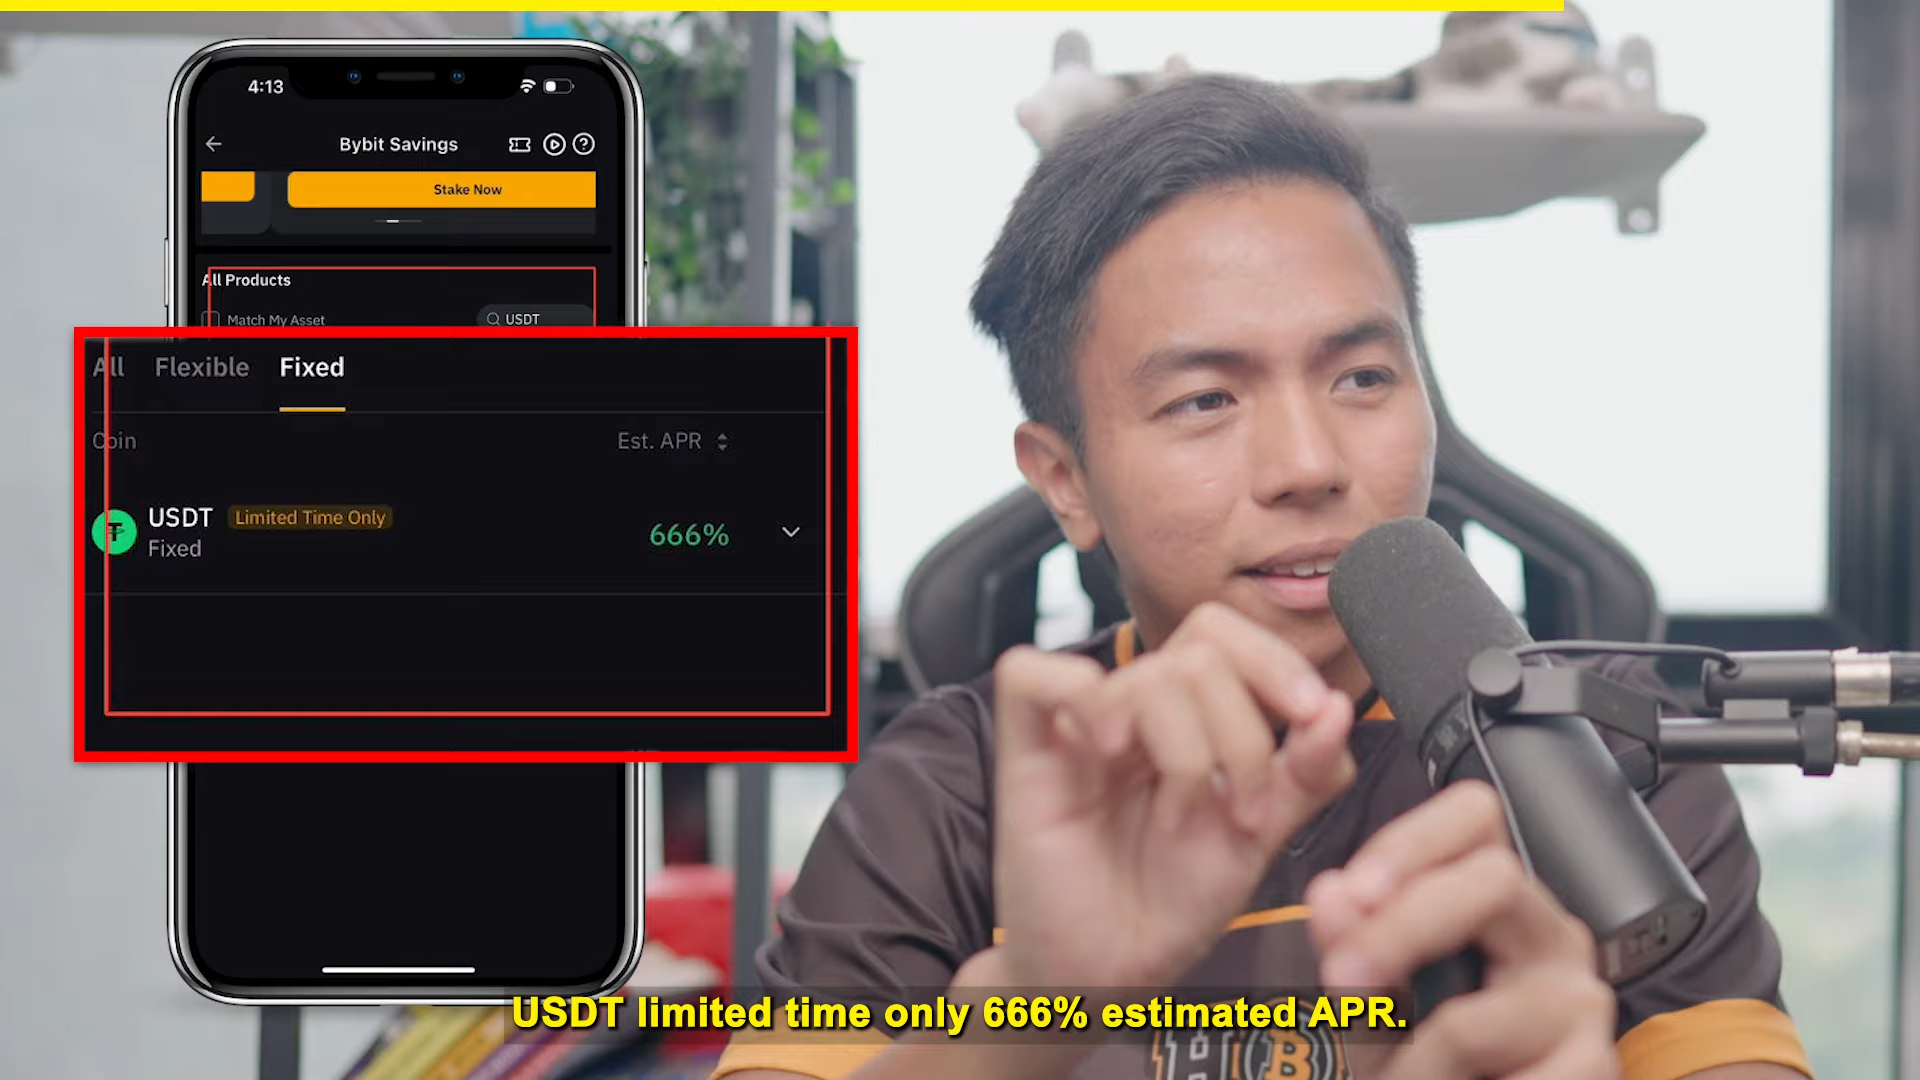 4:13
Bybit Savings
Stake Now
All Products
Match My Asset
USDT
All Flexible Fixed
Coin Est. APR
USDT Limited Time Only
Fixed
666%
USDT limited time only 666% estimated APR.